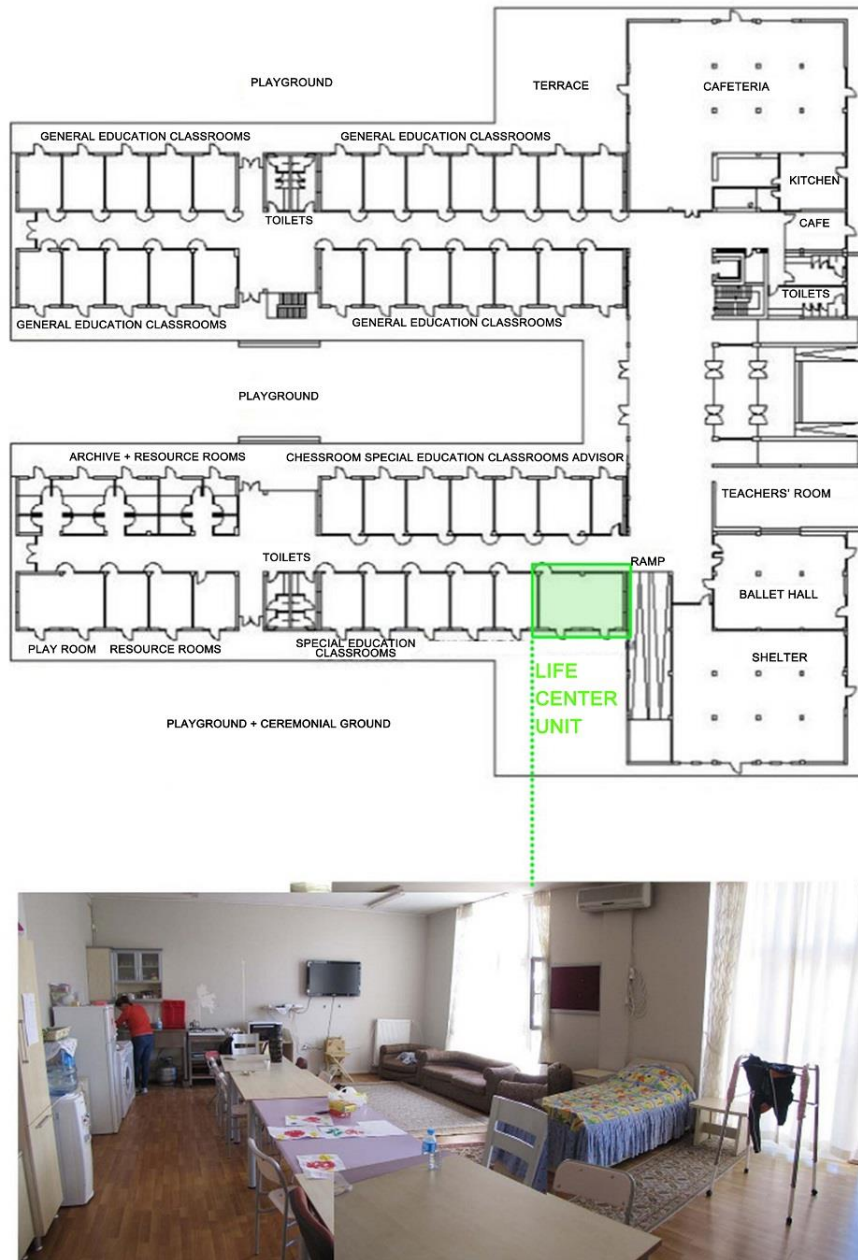 PLAYGROUND
TERRACE
CAFETERIA
GENERAL EDUCATION CLASSROOMS
GENERAL EDUCATION CLASSROOMS
KITCHEN
TOILETS
CAFE
TOILETS
GENERAL EDUCATION CLASSROOMS
GENERAL EDUCATION CLASSROOMS
PLAYGROUND
ARCHIVE + RESOURCE ROOMS
CHESSROOM SPECIAL EDUCATION CLASSROOMS ADVISOR
TEACHERS' ROOM
TOILETS
RAMP
BALLET HALL
PLAY ROOM
RESOURCE ROOMS
SPECIAL EDUCATION
CLASSROOMS
SHELTER
LIFE
CENTER
UNIT
PLAYGROUND + CEREMONIAL GROUND